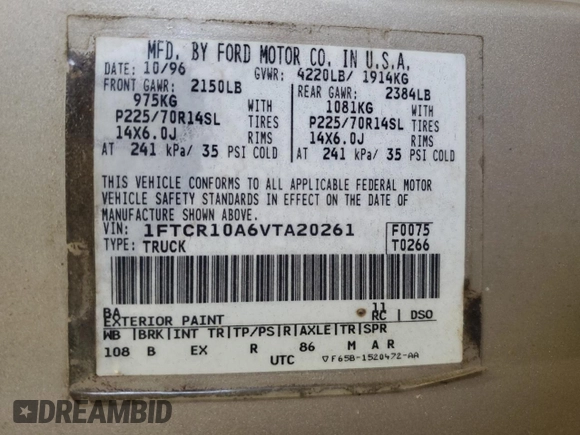 MFD. BY FORD MOTOR CO. IN U.S.A.
DATE: 10/96 GVWR: 4220LB/ 1914KG
FRONT GAWR: 2150LB REAR GAWR: 2384LB
975KG WITH 1081KG WITH
P225/70R14SL TIRES P225/70R14SL TIRES
14X6.0J RIMS 14X6.0J RIMS
AT 241 kPa/ 35 PSI COLD AT 241 kPa/ 35 PSI COLD
THIS VEHICLE CONFORMS TO ALL APPLICABLE FEDERAL MOTOR
VEHICLE SAFETY STANDARDS IN EFFECT ON THE DATE OF
MANUFACTURE SHOWN ABOVE.
VIN: 1FTCR10A6VTA20261 F0075
TYPE: TRUCK T0266
BA 11
EXTERIOR PAINT RC | DSO
WB |BRK|INT TR|TP/PS|R|AXLE|TR|SPR
108 B EX R 86 M A R
UTC ▽F65B-1520472-AA
DREAMBID